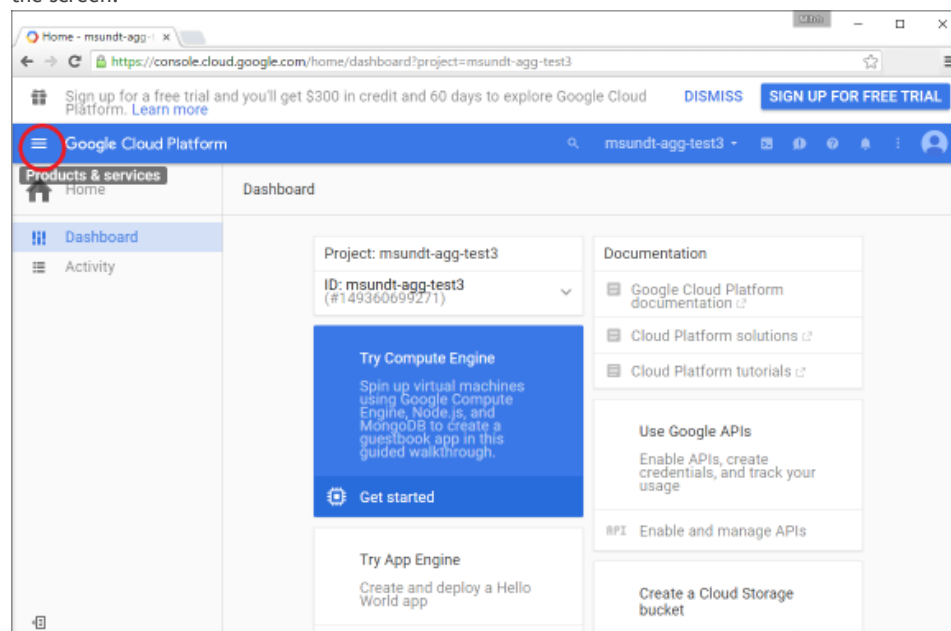 the screen.
Home - msundt-agg-t
https://console.cloud.google.com/home/dashboard?project=msundt-agg-test3
Sign up for a free trial and you'll get $300 in credit and 60 days to explore Google Cloud
Platform. Learn more
DISMISS
SIGN UP FOR FREE TRIAL
Google Cloud Platform
msundt-agg-test3
Products & services
Home
Dashboard
Dashboard
Activity
Project: msundt-agg-test3
ID: msundt-agg-test3
(#149360699271)
Try Compute Engine
Spin up virtual machines
using Google Compute
Engine, Node.js, and
MongoDB to create a
guestbook app in this
guided walkthrough.
Get started
Try App Engine
Create and deploy a Hello
World app
Documentation
Google Cloud Platform
documentation
Cloud Platform solutions
Cloud Platform tutorials
Use Google APIs
Enable APIs, create
credentials, and track your
usage
API Enable and manage APIs
Create a Cloud Storage
bucket